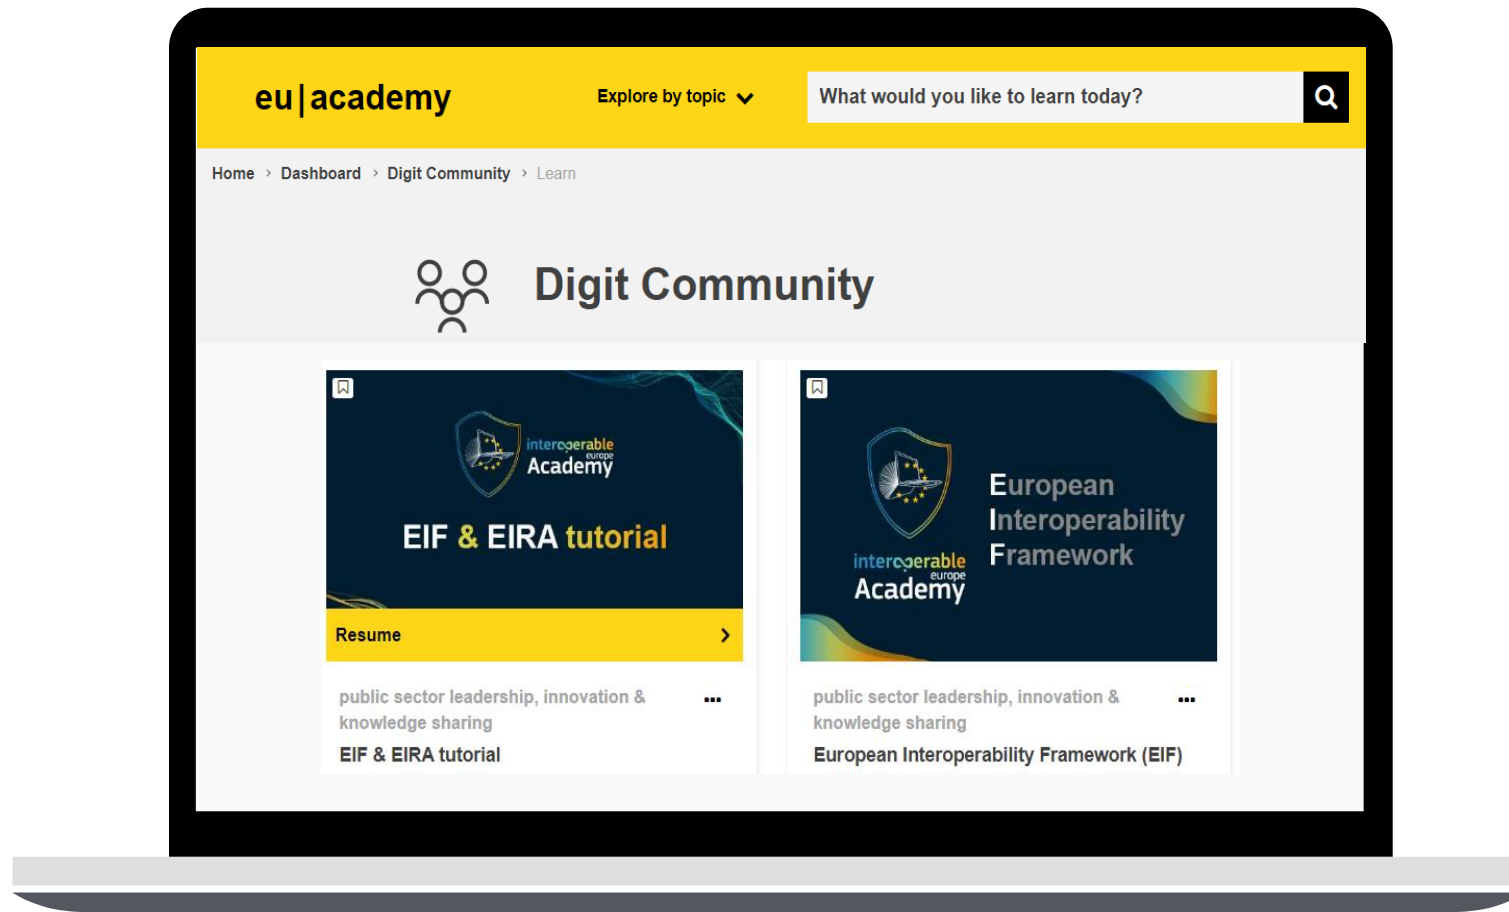 eu|academy
Explore by topic
What would you like to learn today?
Home > Dashboard > Digit Community > Learn
Digit Community
interoperable
europe
Academy
EIF & EIRA tutorial
Resume
public sector leadership, innovation &
knowledge sharing
EIF & EIRA tutorial
interoperable
europe
Academy
European
Interoperability
Framework
public sector leadership, innovation &
knowledge sharing
European Interoperability Framework (EIF)